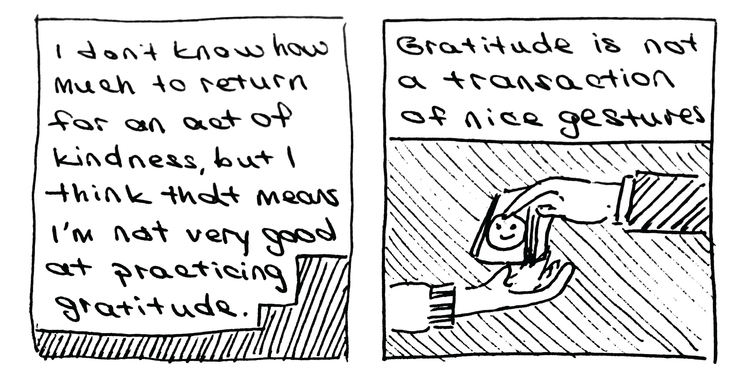 I don't know how
much to return
for an act of
kindness, but I
think that means
I'm not very good
at practicing
gratitude.
Gratitude is not
a transaction
of nice gestures